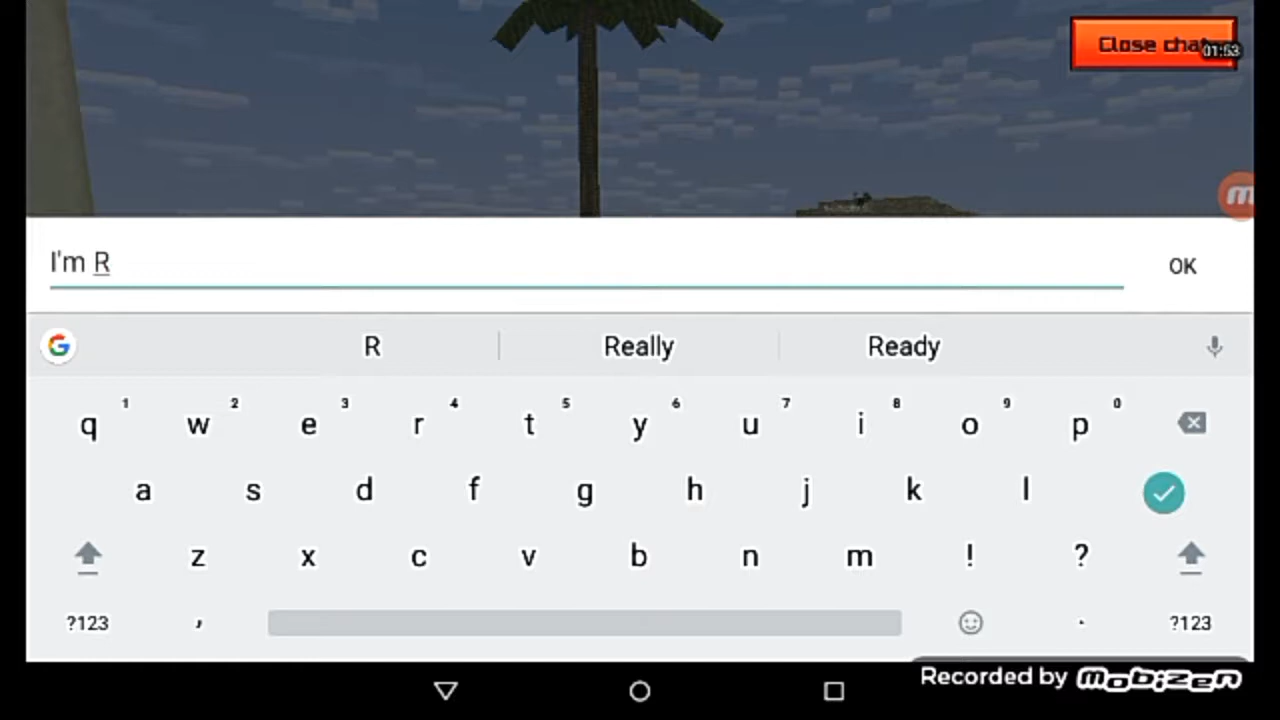 Close cha
01:53
I'm R
OK
R Really Ready
1 2 3 4 5 6 7 8 9 0
q w e r t y u i o p
a s d f g h j k l
z x c v b n m ! ?
?123 , . ?123
Recorded by mobizen